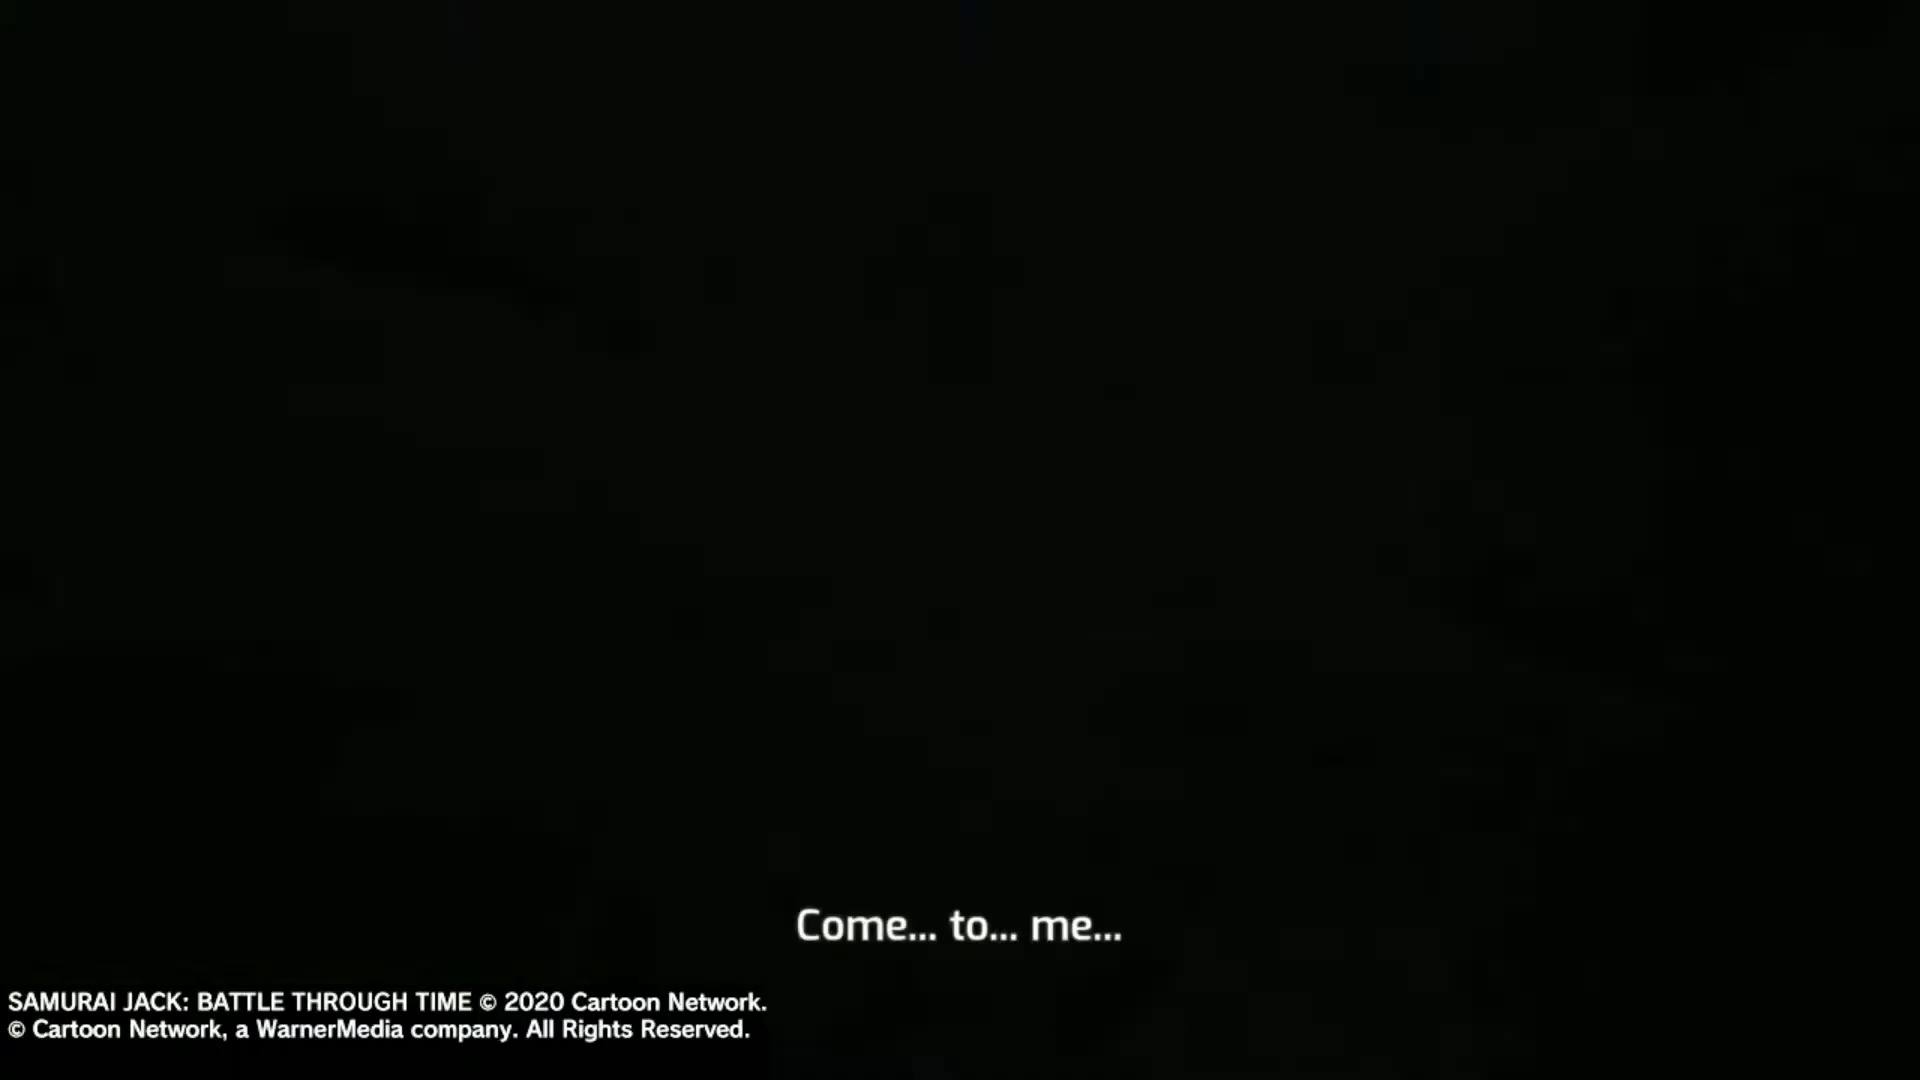 Come... to... me...
SAMURAI JACK: BATTLE THROUGH TIME © 2020 Cartoon Network.
© Cartoon Network, a WarnerMedia company. All Rights Reserved.